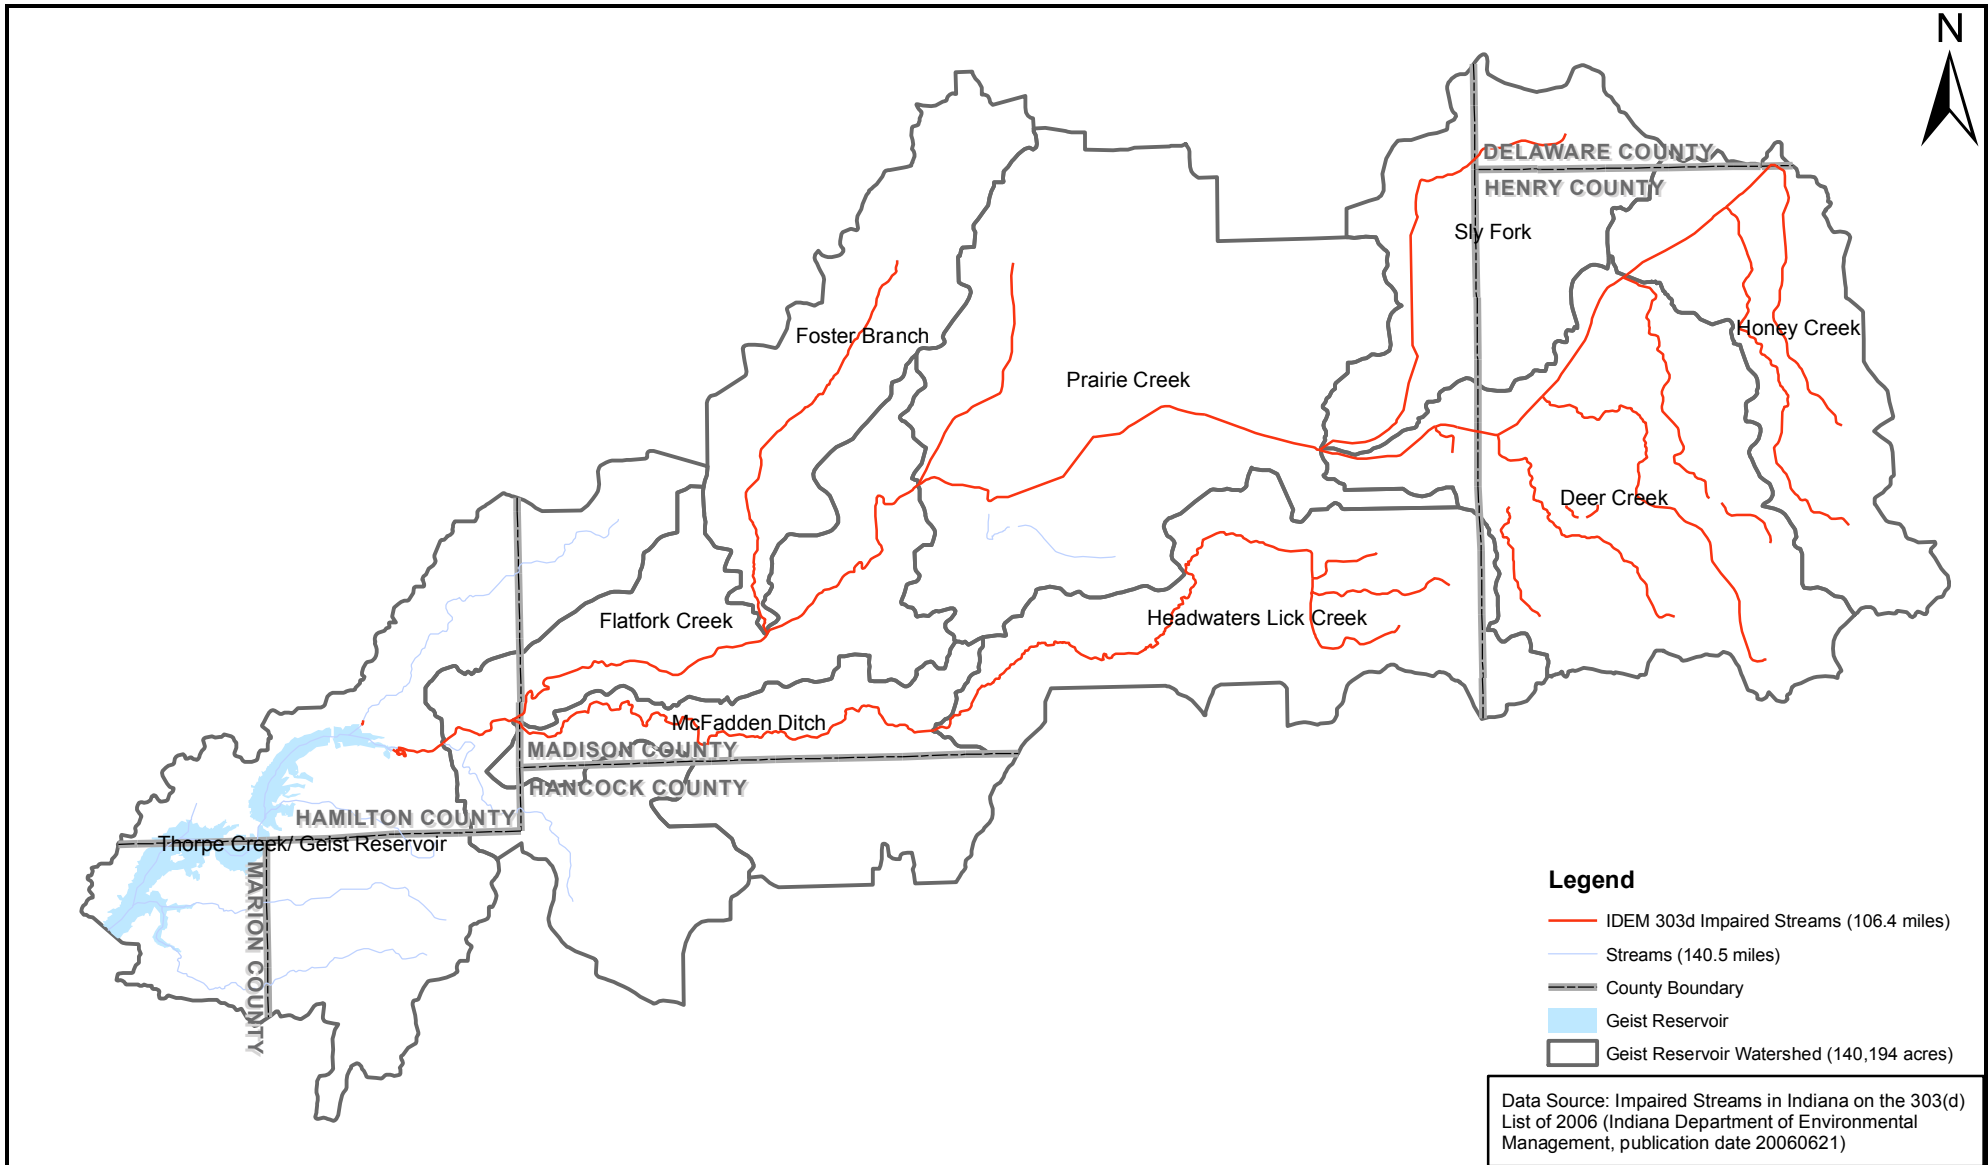 N
DELAWARE COUNTY
HENRY COUNTY
Sly Fork
Foster Branch
Honey Creek
Prairie Creek
Deer Creek
Flatfork Creek
Headwaters Lick Creek
McFadden Ditch
MADISON COUNTY
HANCOCK COUNTY
HAMILTON COUNTY
Thorpe Creek/ Geist Reservoir
MARION COUNTY
Legend
IDEM 303d Impaired Streams (106.4 miles)
Streams (140.5 miles)
County Boundary
Geist Reservoir
Geist Reservoir Watershed (140,194 acres)
Data Source: Impaired Streams in Indiana on the 303(d)
List of 2006 (Indiana Department of Environmental
Management, publication date 20060621)